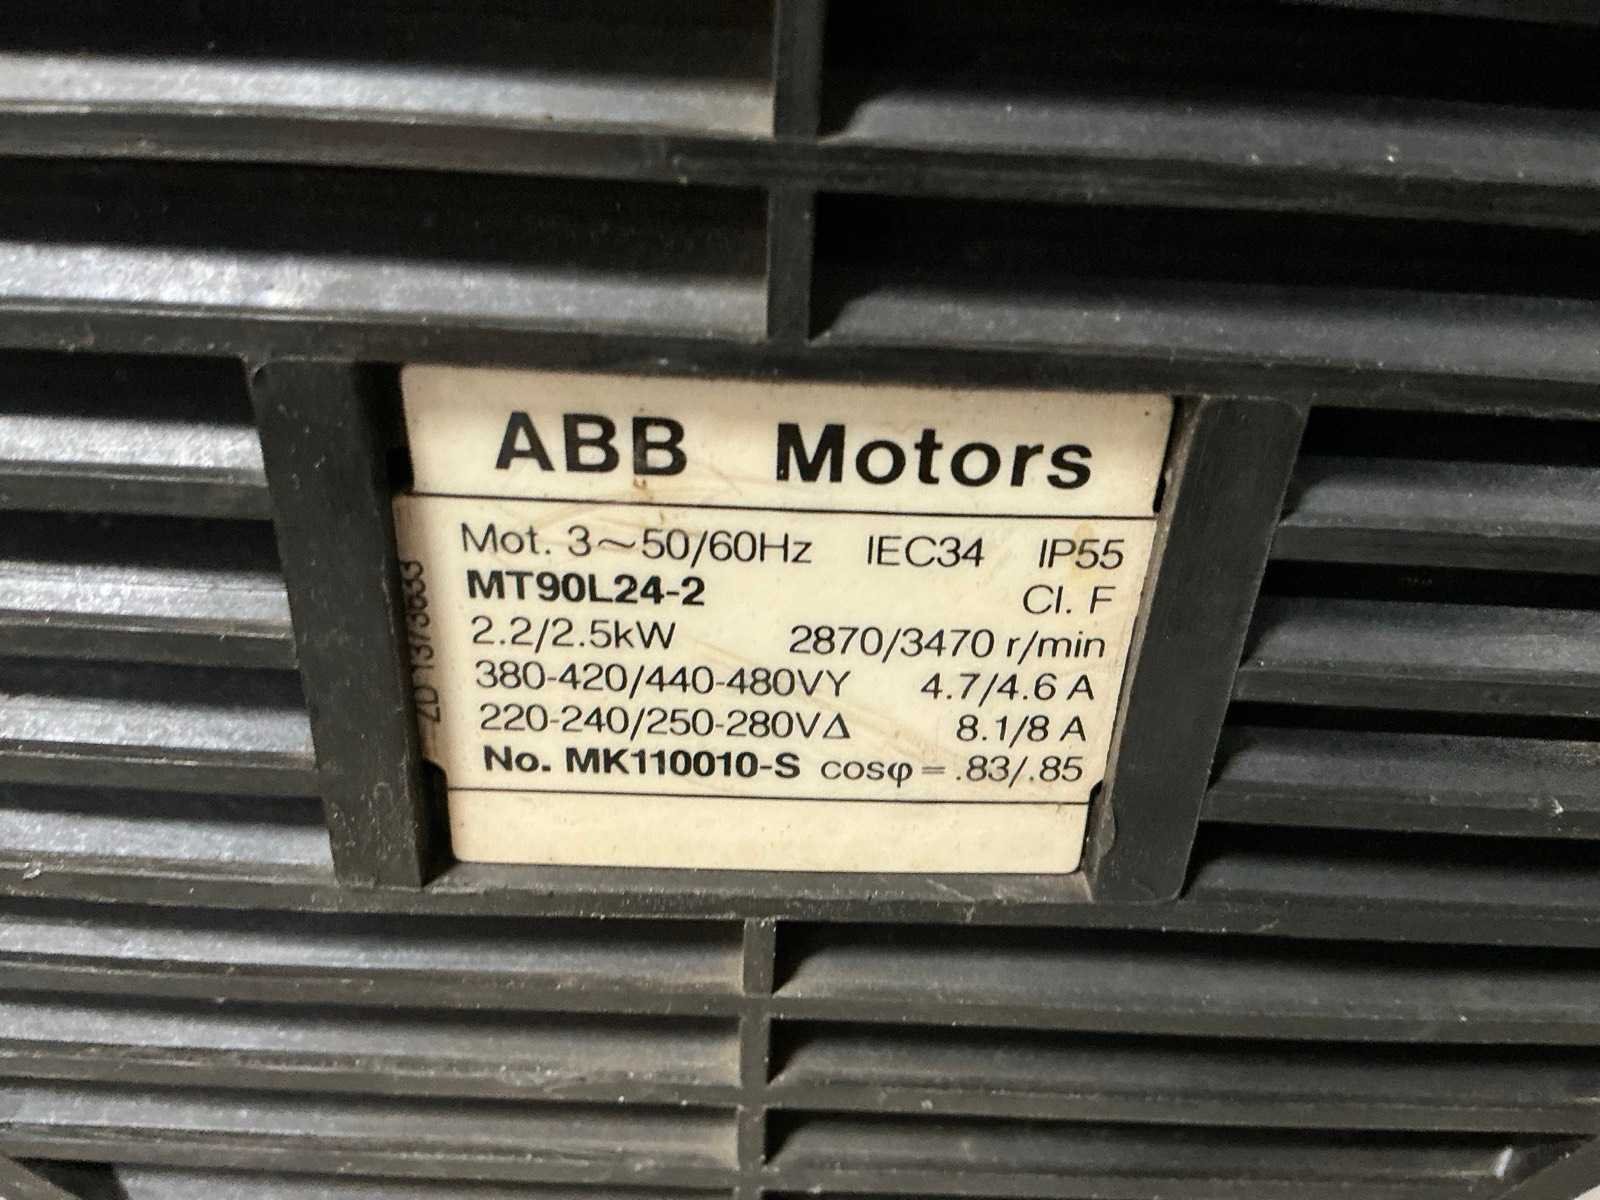 ABB Motors
Mot. 3~50/60Hz IEC34 IP55
MT90L24-2 Cl. F
2.2/2.5kW 2870/3470 r/min
380-420/440-480VY 4.7/4.6 A
220-240/250-280VΔ 8.1/8 A
No. MK110010-S cosφ = .83/.85